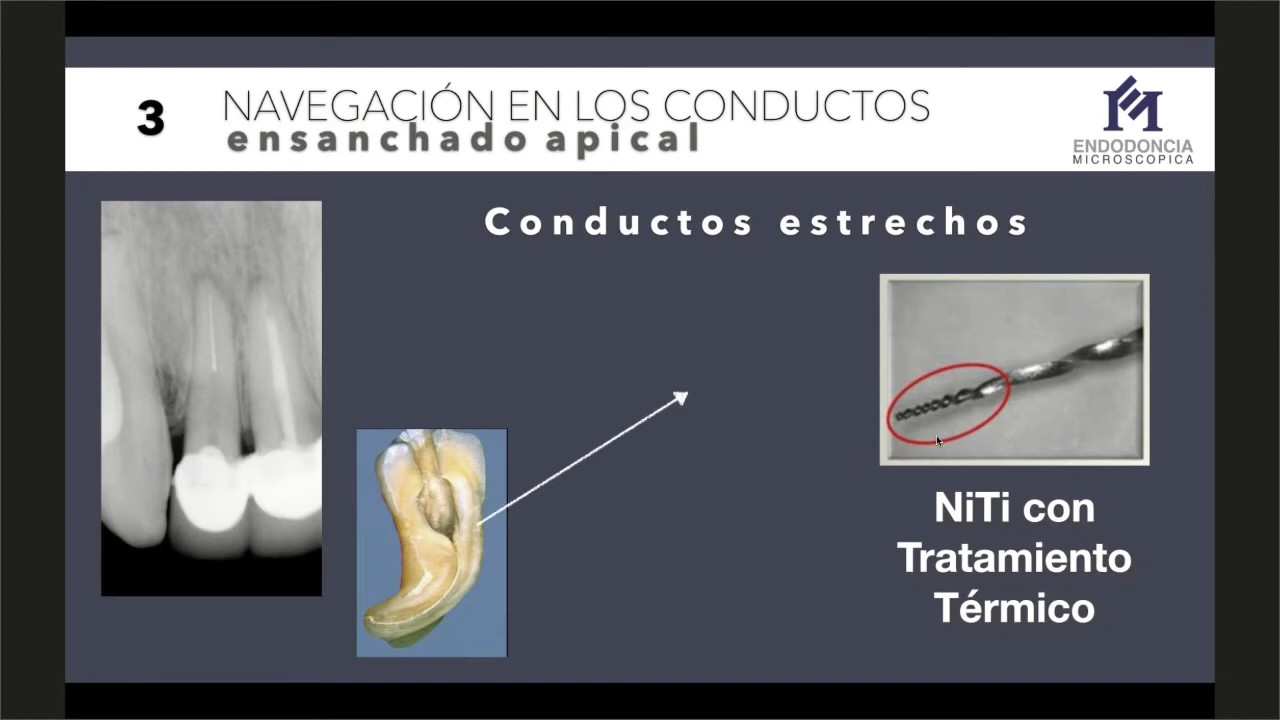 3
NAVEGACIÓN EN LOS CONDUCTOS
ensanchado apical
ENDODONCIA
MICROSCOPICA
Conductos estrechos
NiTi con
Tratamiento
Térmico